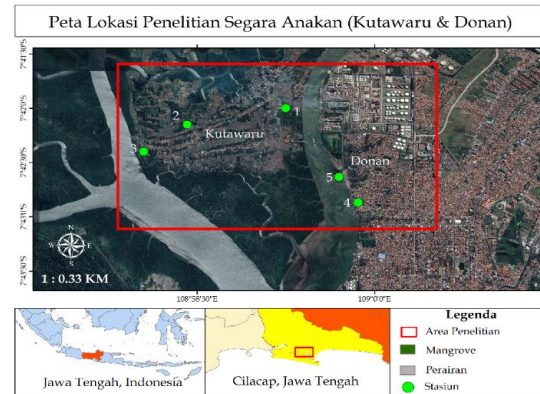 Peta Lokasi Penelitian Segara Anakan (Kutawaru & Donan)
7°41'30"S
7°42'0"S
7°42'30"S
7°43'0"S
7°43'30"S
2
1
Kutawaru
3
Donan
5
4
N
W
E
S
1 : 0.33 KM
108°58'30"E
109°0'0"E
Jawa Tengah, Indonesia
Cilacap, Jawa Tengah
Legenda
Area Penelitian
Mangrove
Perairan
Stasiun